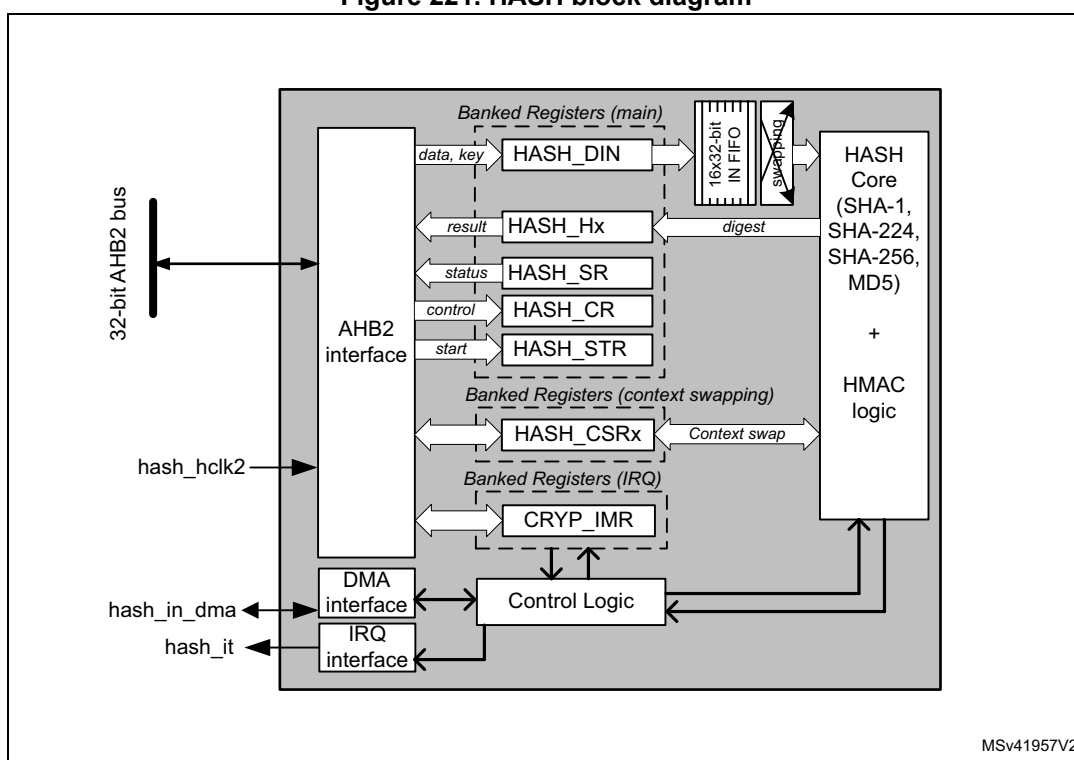 Figure 221. HASH block diagram
Banked Registers (main)
data, key
HASH_DIN
16x32-bit
IN FIFO
swapping
HASH
Core
(SHA-1,
SHA-224,
SHA-256,
MD5)
+
HMAC
logic
result
HASH_Hx
digest
status
HASH_SR
control
HASH_CR
start
HASH_STR
32-bit AHB2 bus
AHB2
interface
Banked Registers (context swapping)
HASH_CSRx
Context swap
hash_hclk2
Banked Registers (IRQ)
CRYP_IMR
DMA
interface
Control Logic
hash_in_dma
hash_it
IRQ
interface
MSv41957V2